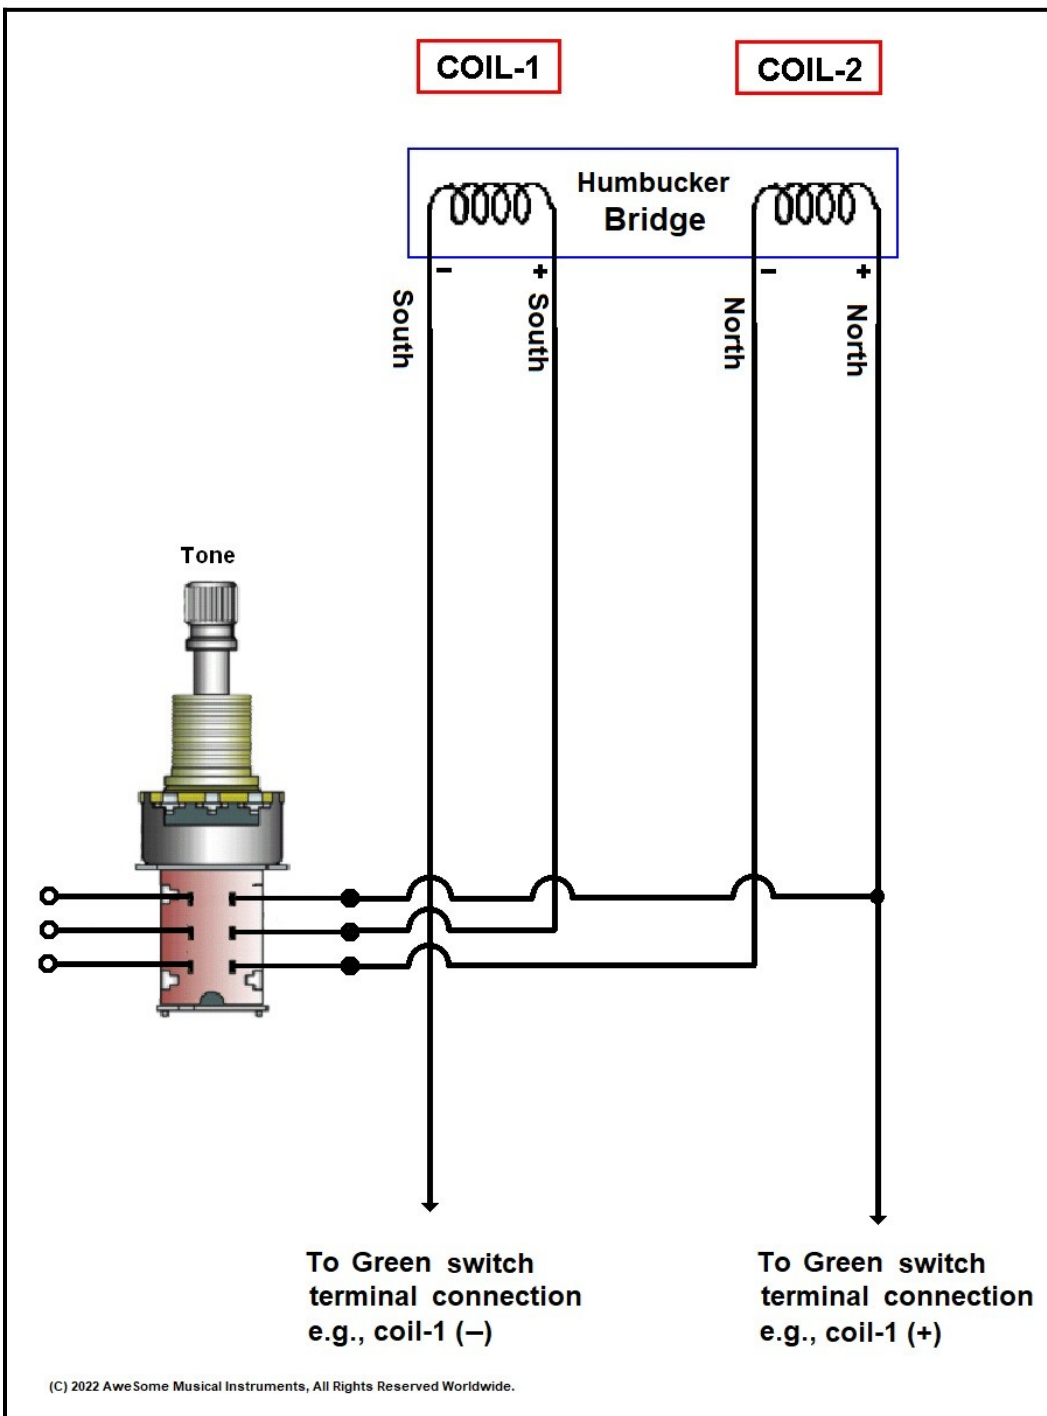 COIL-1
COIL-2
Humbucker
Bridge
− + − +
South
South
North
North
Tone
To Green switch
terminal connection
e.g., coil-1 (−)
To Green switch
terminal connection
e.g., coil-1 (+)
(C) 2022 AweSome Musical Instruments, All Rights Reserved Worldwide.